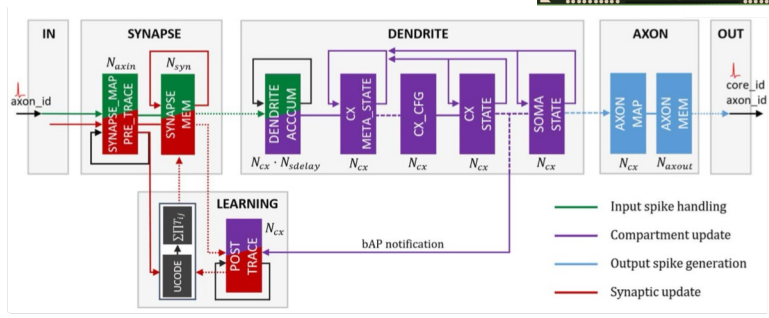 IN
SYNAPSE
DENDRITE
AXON
OUT
N_axin
N_syn
axon_id
SYNAPSE_MAP
PRE_TRACE
SYNAPSE
MEM
DENDRITE
ACCCUM
CX
META_STATE
CX_CFG
CX
STATE
SOMA
STATE
AXON
MAP
AXON
MEM
core_id
axon_id
N_cx · N_sdelay
N_cx
N_cx
N_cx
N_cx
N_cx
N_axout
LEARNING
N_cx
ΣΠT_ij
UCODE
POST
TRACE
bAP notification
Input spike handling
Compartment update
Output spike generation
Synaptic update